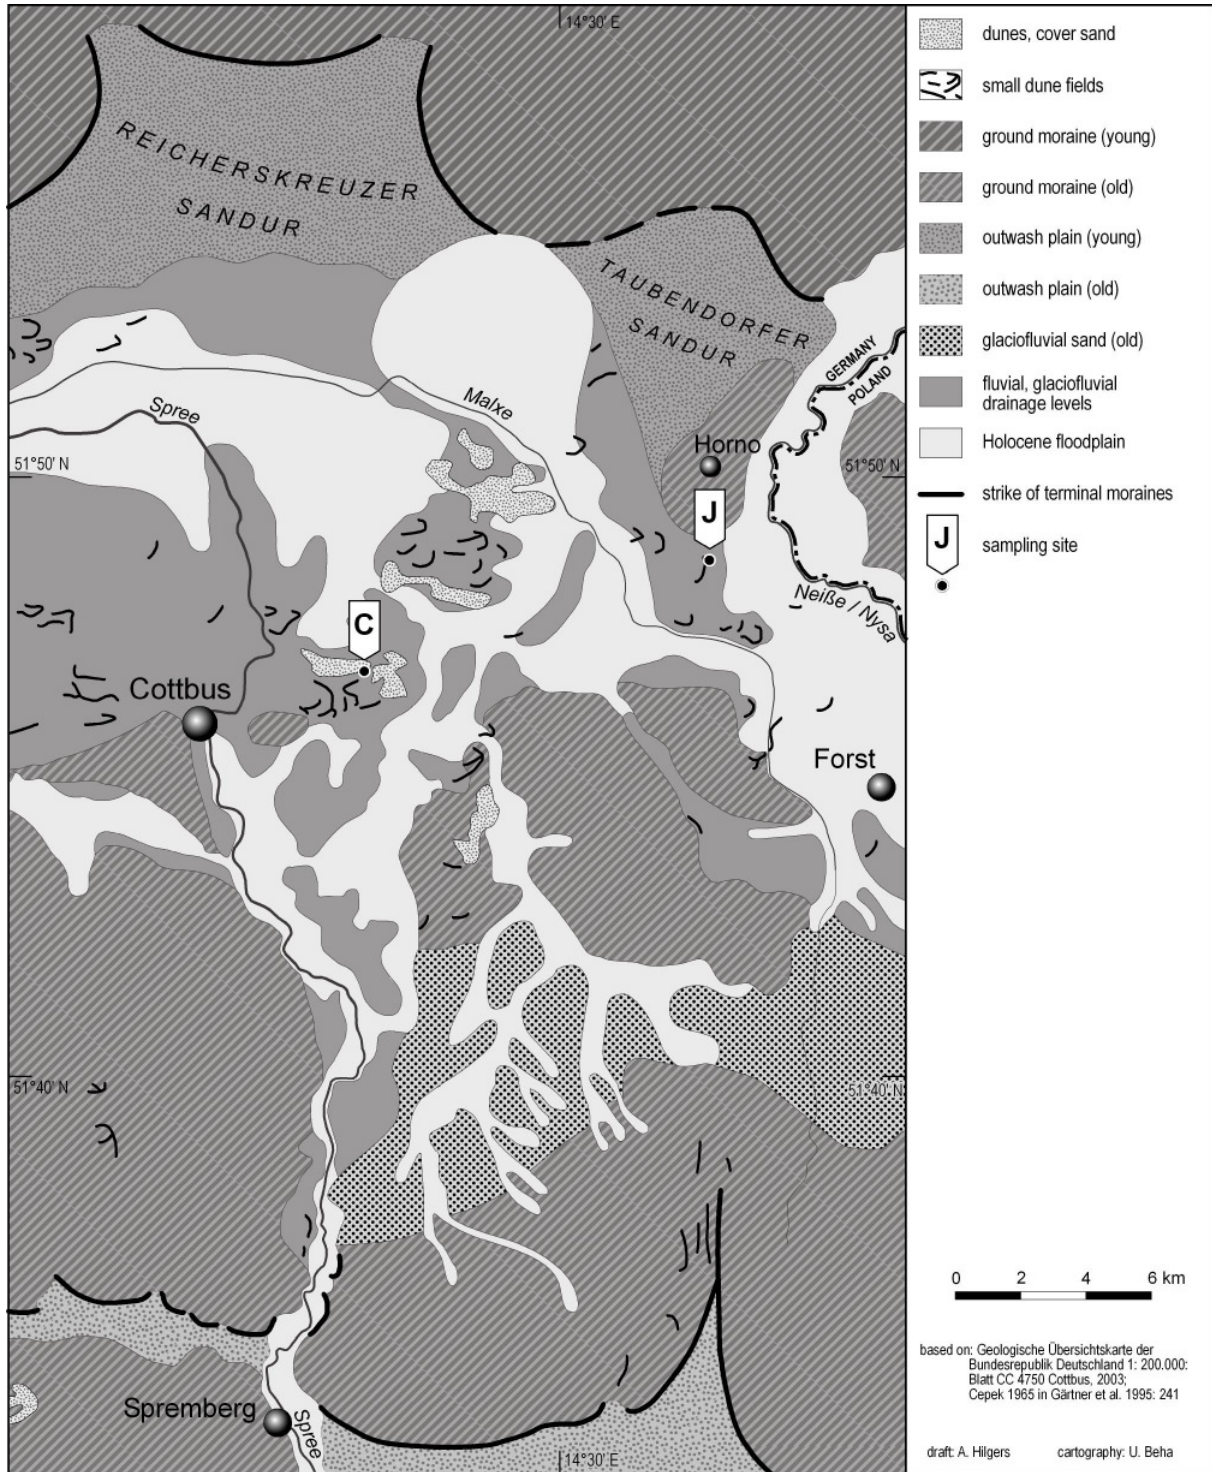 14°30' E
REICHERSKREUZER
SANDUR
TAUBENDORFER
SANDUR
GERMANY
POLAND
Malxe
Spree
51°50' N
Horno
51°50' N
J
Neiße / Nysa
C
Cottbus
Forst
51°40' N
51°40' N
Spremberg
Spree
14°30' E
dunes, cover sand
small dune fields
ground moraine (young)
ground moraine (old)
outwash plain (young)
outwash plain (old)
glaciofluvial sand (old)
fluvial, glaciofluvial
drainage levels
Holocene floodplain
strike of terminal moraines
J
sampling site
0 2 4 6 km
based on: Geologische Übersichtskarte der
Bundesrepublik Deutschland 1: 200.000:
Blatt CC 4750 Cottbus, 2003;
Cepek 1965 in Gärtner et al. 1995: 241
draft: A. Hilgers cartography: U. Beha